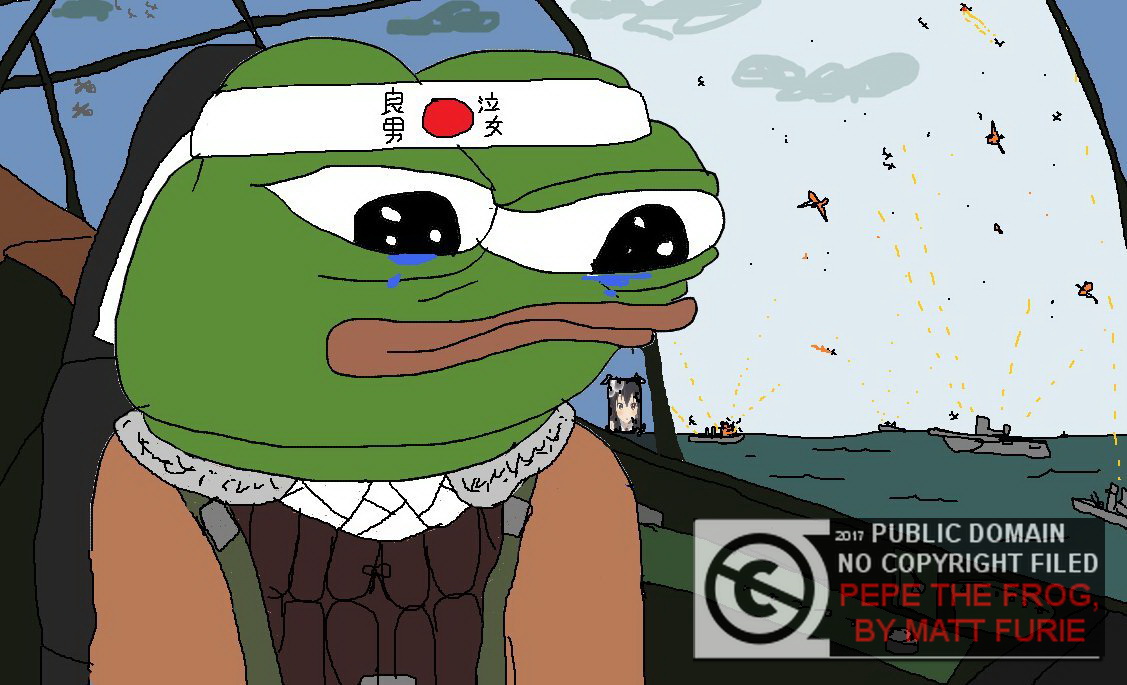 良男
泣女
2017 PUBLIC DOMAIN
NO COPYRIGHT FILED
PEPE THE FROG,
BY MATT FURIE